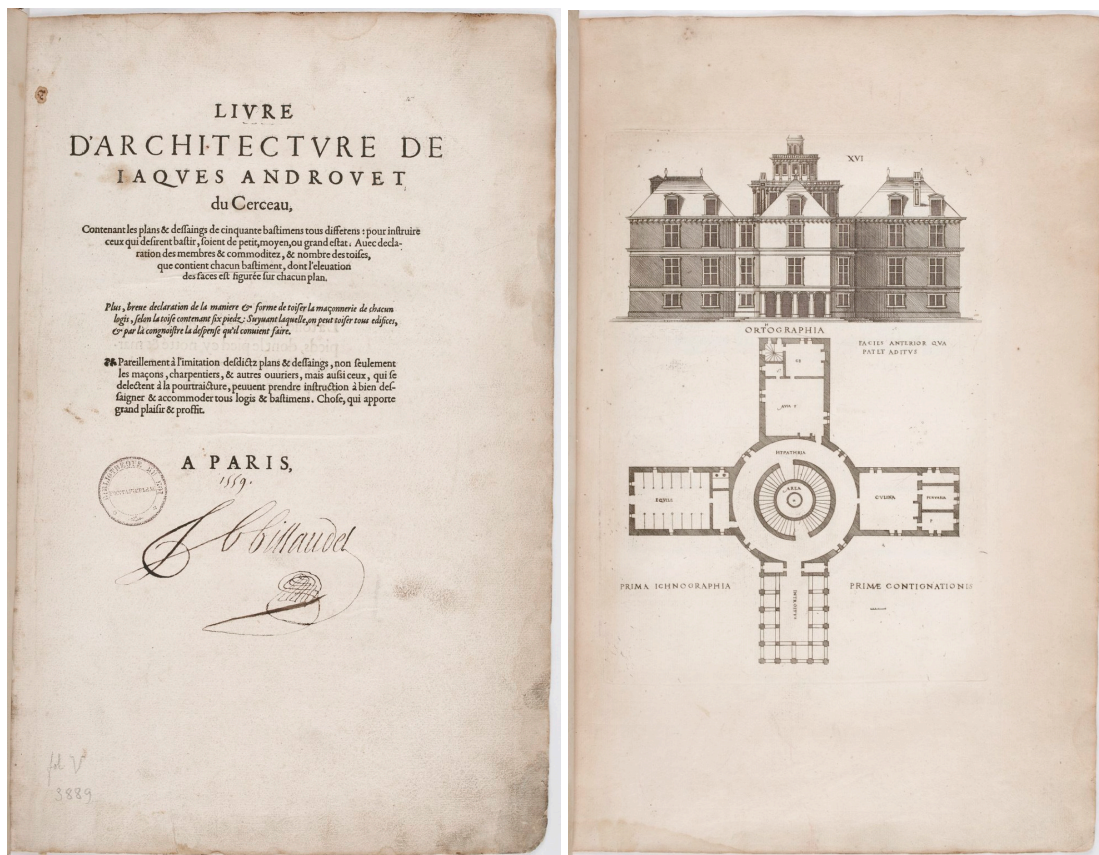 LIVRE
D'ARCHITECTVRE DE
IAQVES ANDROVET
du Cerceau,
Contenant les plans & dessaings de cinquante bastimens tous differens : pour instruire
ceux qui desirent bastir, soient de petit, moyen, ou grand estat. Auec decla-
ration des membres & commoditez, & nombre des toises,
que contient chacun bastiment, dont l'eleuation
des faces est figurée sur chacun plan.
Plus, breue declaration de la maniere & forme de toiser la maçonnerie de chacun
logis, selon la toise contenant six piedz: Suyuant laquelle, on peut toiser tous edifices,
& par là congnoistre la despense qu'il conuient faire.
Pareillement à l'imitation desdictz plans & dessaings, non seulement
les maçons, charpentiers, & autres ouuriers, mais aussi ceux, qui se
delectent à la pourtraicture, peuuent prendre instruction à bien des-
saigner & accommoder tous logis & bastimens. Chose, qui apporte
grand plaisir & proffit.
A PARIS,
1559.
BIBLIOTHÈQUE DE
fol V
3889
XVI
ORTOGRAPHIA
FACIEI ANTERIOR QVA
PATET ADITVS
AREA
EQVILE
CVLINA
PRIMA ICHNOGRAPHIA
PRIMÆ CONTIGNATIONIS